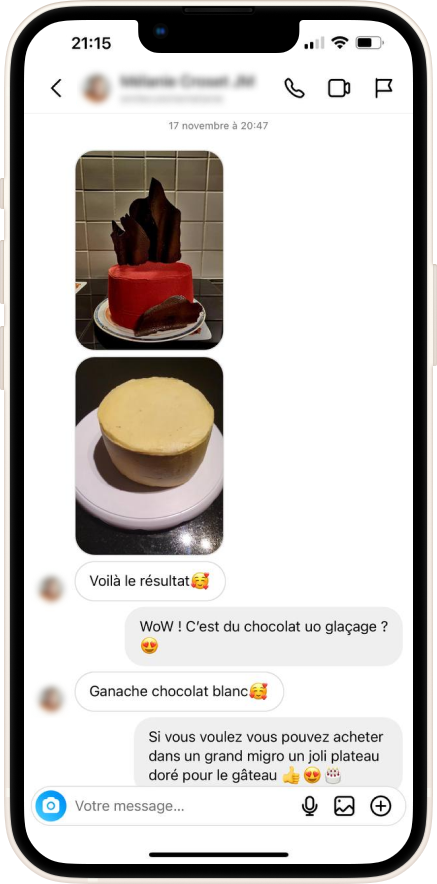 21:15
17 novembre à 20:47
Voilà le résultat🥰
WoW ! C’est du chocolat uo glaçage ?
😍
Ganache chocolat blanc🥰
Si vous voulez vous pouvez acheter
dans un grand migro un joli plateau
doré pour le gâteau 👍😍🎂
Votre message...